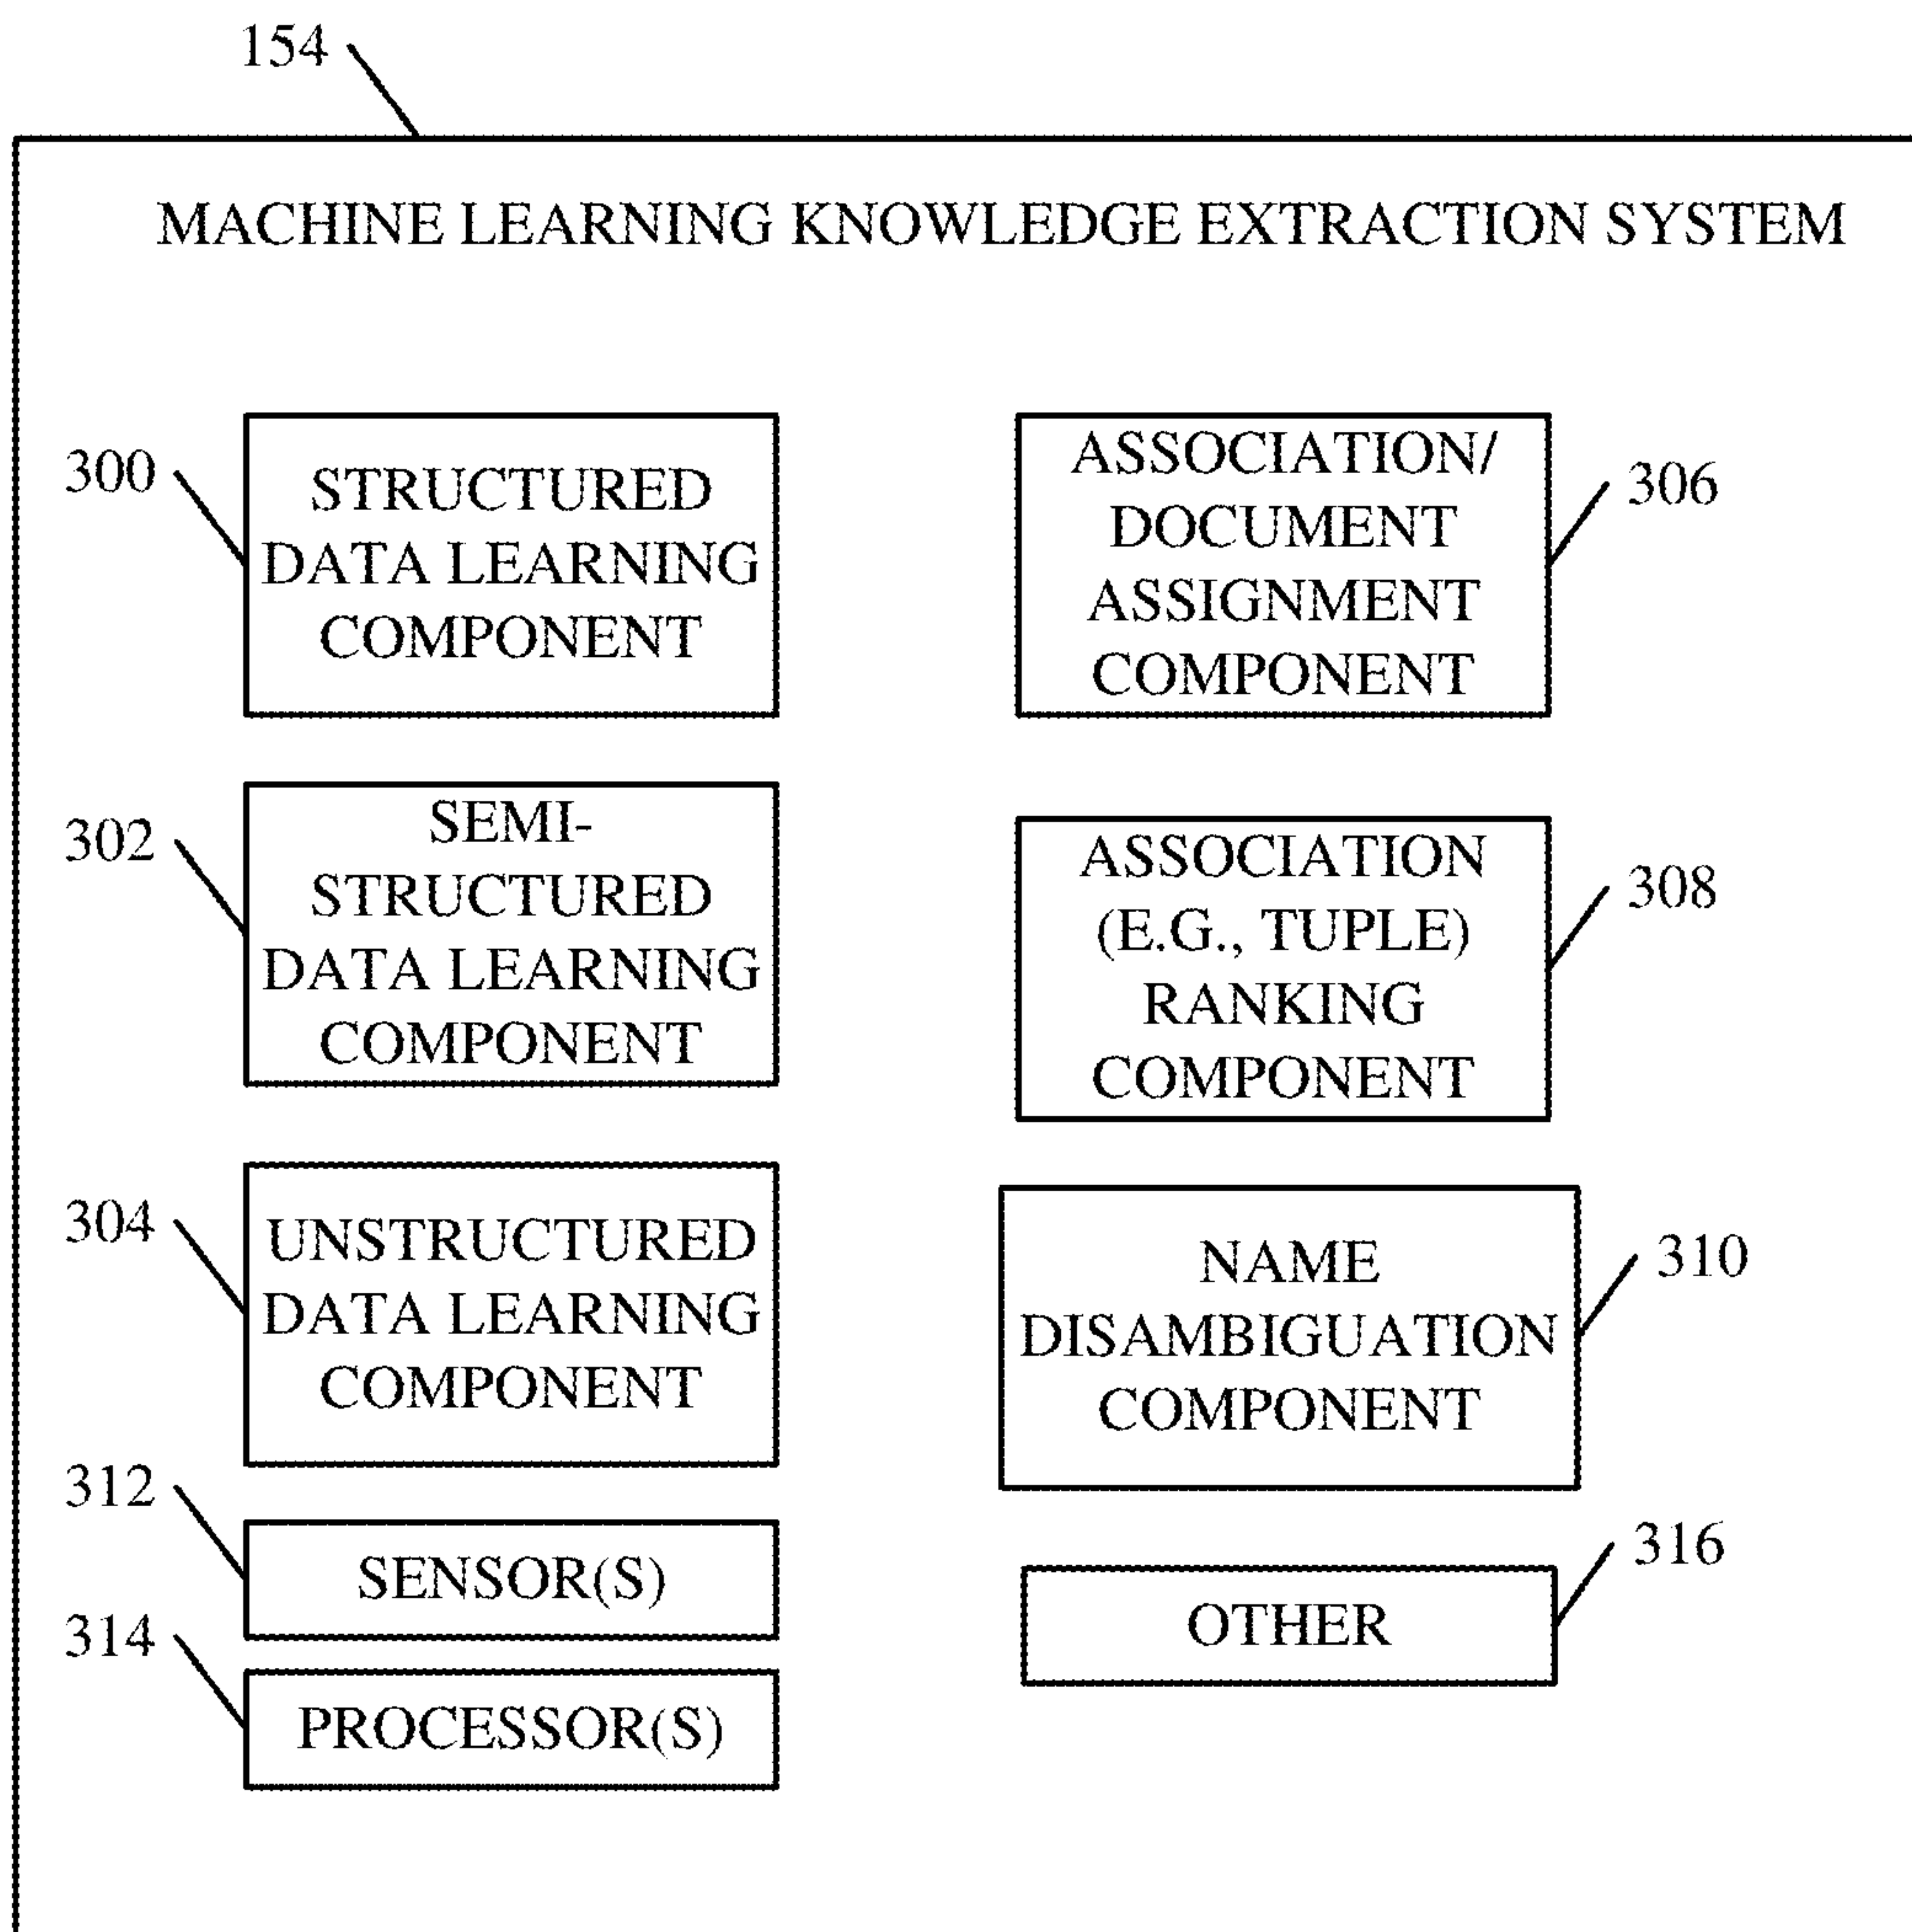 154
MACHINE LEARNING KNOWLEDGE EXTRACTION SYSTEM
300
STRUCTURED
DATA LEARNING
COMPONENT
302
SEMI-
STRUCTURED
DATA LEARNING
COMPONENT
304
UNSTRUCTURED
DATA LEARNING
COMPONENT
312
SENSOR(S)
314
PROCESSOR(S)
ASSOCIATION/
DOCUMENT
ASSIGNMENT
COMPONENT
306
ASSOCIATION
(E.G., TUPLE)
RANKING
COMPONENT
308
NAME
DISAMBIGUATION
COMPONENT
310
OTHER
316